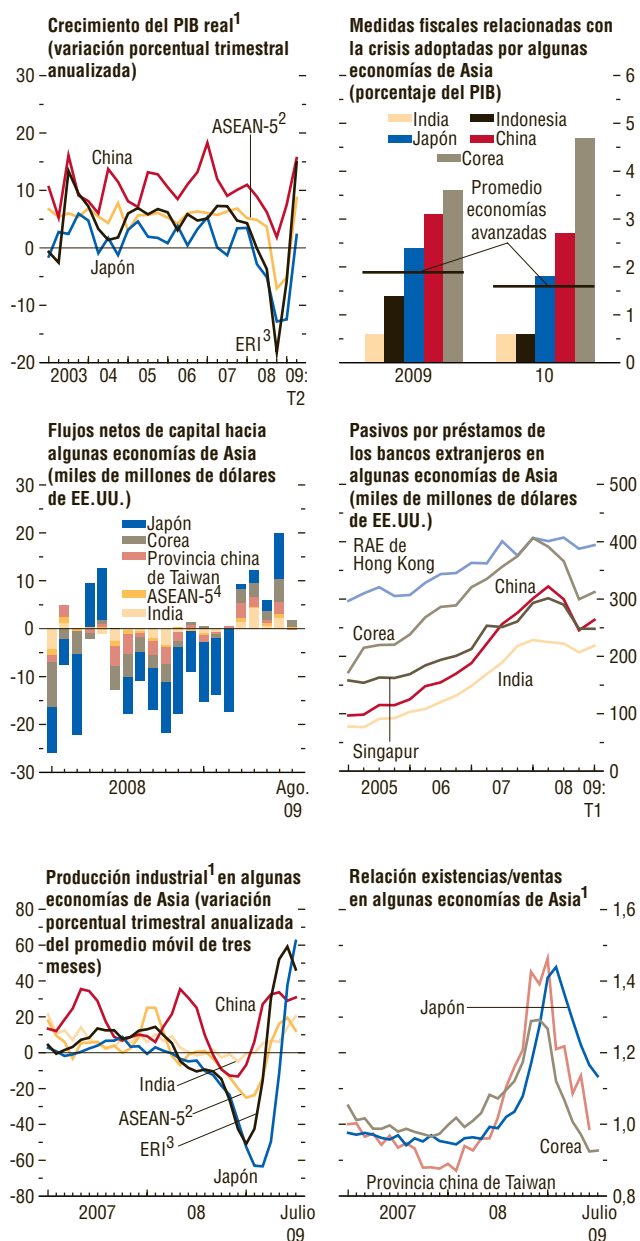 Crecimiento del PIB real1
(variación porcentual trimestral
anualizada)
30
20
10
0
-10
-20
ASEAN-52
China
Japón
ERI3
2003 04 05 06 07 08 09:
T2
Medidas fiscales relacionadas con
la crisis adoptadas por algunas
economías de Asia
(porcentaje del PIB)
India Indonesia
Japón China
Corea
Promedio
economías
avanzadas
6
5
4
3
2
1
0
2009 10
Flujos netos de capital hacia
algunas economías de Asia
(miles de millones de dólares
de EE.UU.)
30
20
10
0
-10
-20
-30
Japón
Corea
Provincia china
de Taiwan
ASEAN-54
India
2008 Ago.
09
Pasivos por préstamos de
los bancos extranjeros en
algunas economías de Asia
(miles de millones de dólares
de EE.UU.)
500
400
300
200
100
0
RAE de
Hong Kong
China
Corea
India
Singapur
2005 06 07 08 09:
T1
Producción industrial1 en algunas
economías de Asia (variación
porcentual trimestral anualizada
del promedio móvil de tres
meses)
80
60
40
20
0
-20
-40
-60
-80
China
India
ASEAN-52
ERI3
Japón
2007 08 Julio
09
Relación existencias/ventas
en algunas economías de Asia1
1,6
1,4
1,2
1,0
0,8
Japón
Corea
Provincia china de Taiwan
2007 08 Julio
09